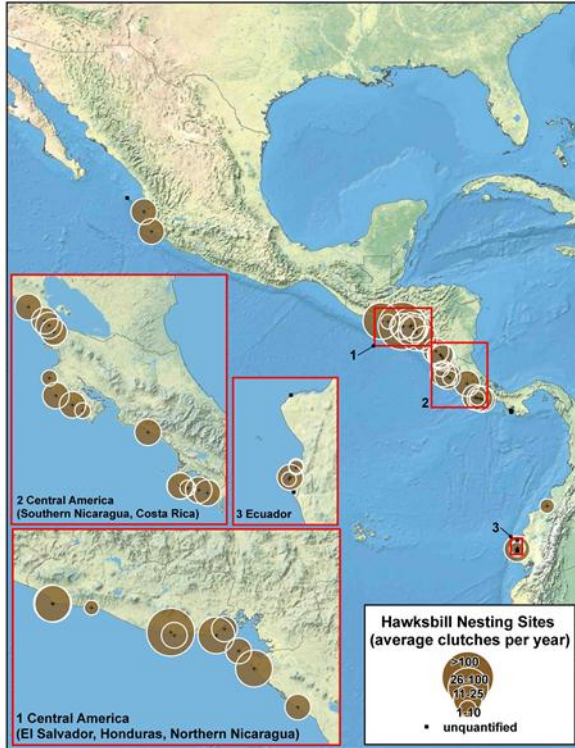 1
2
3
2 Central America
(Southern Nicaragua, Costa Rica)
3 Ecuador
1 Central America
(El Salvador, Honduras, Northern Nicaragua)
Hawksbill Nesting Sites
(average clutches per year)
>100
26-100
11-25
1-10
unquantified